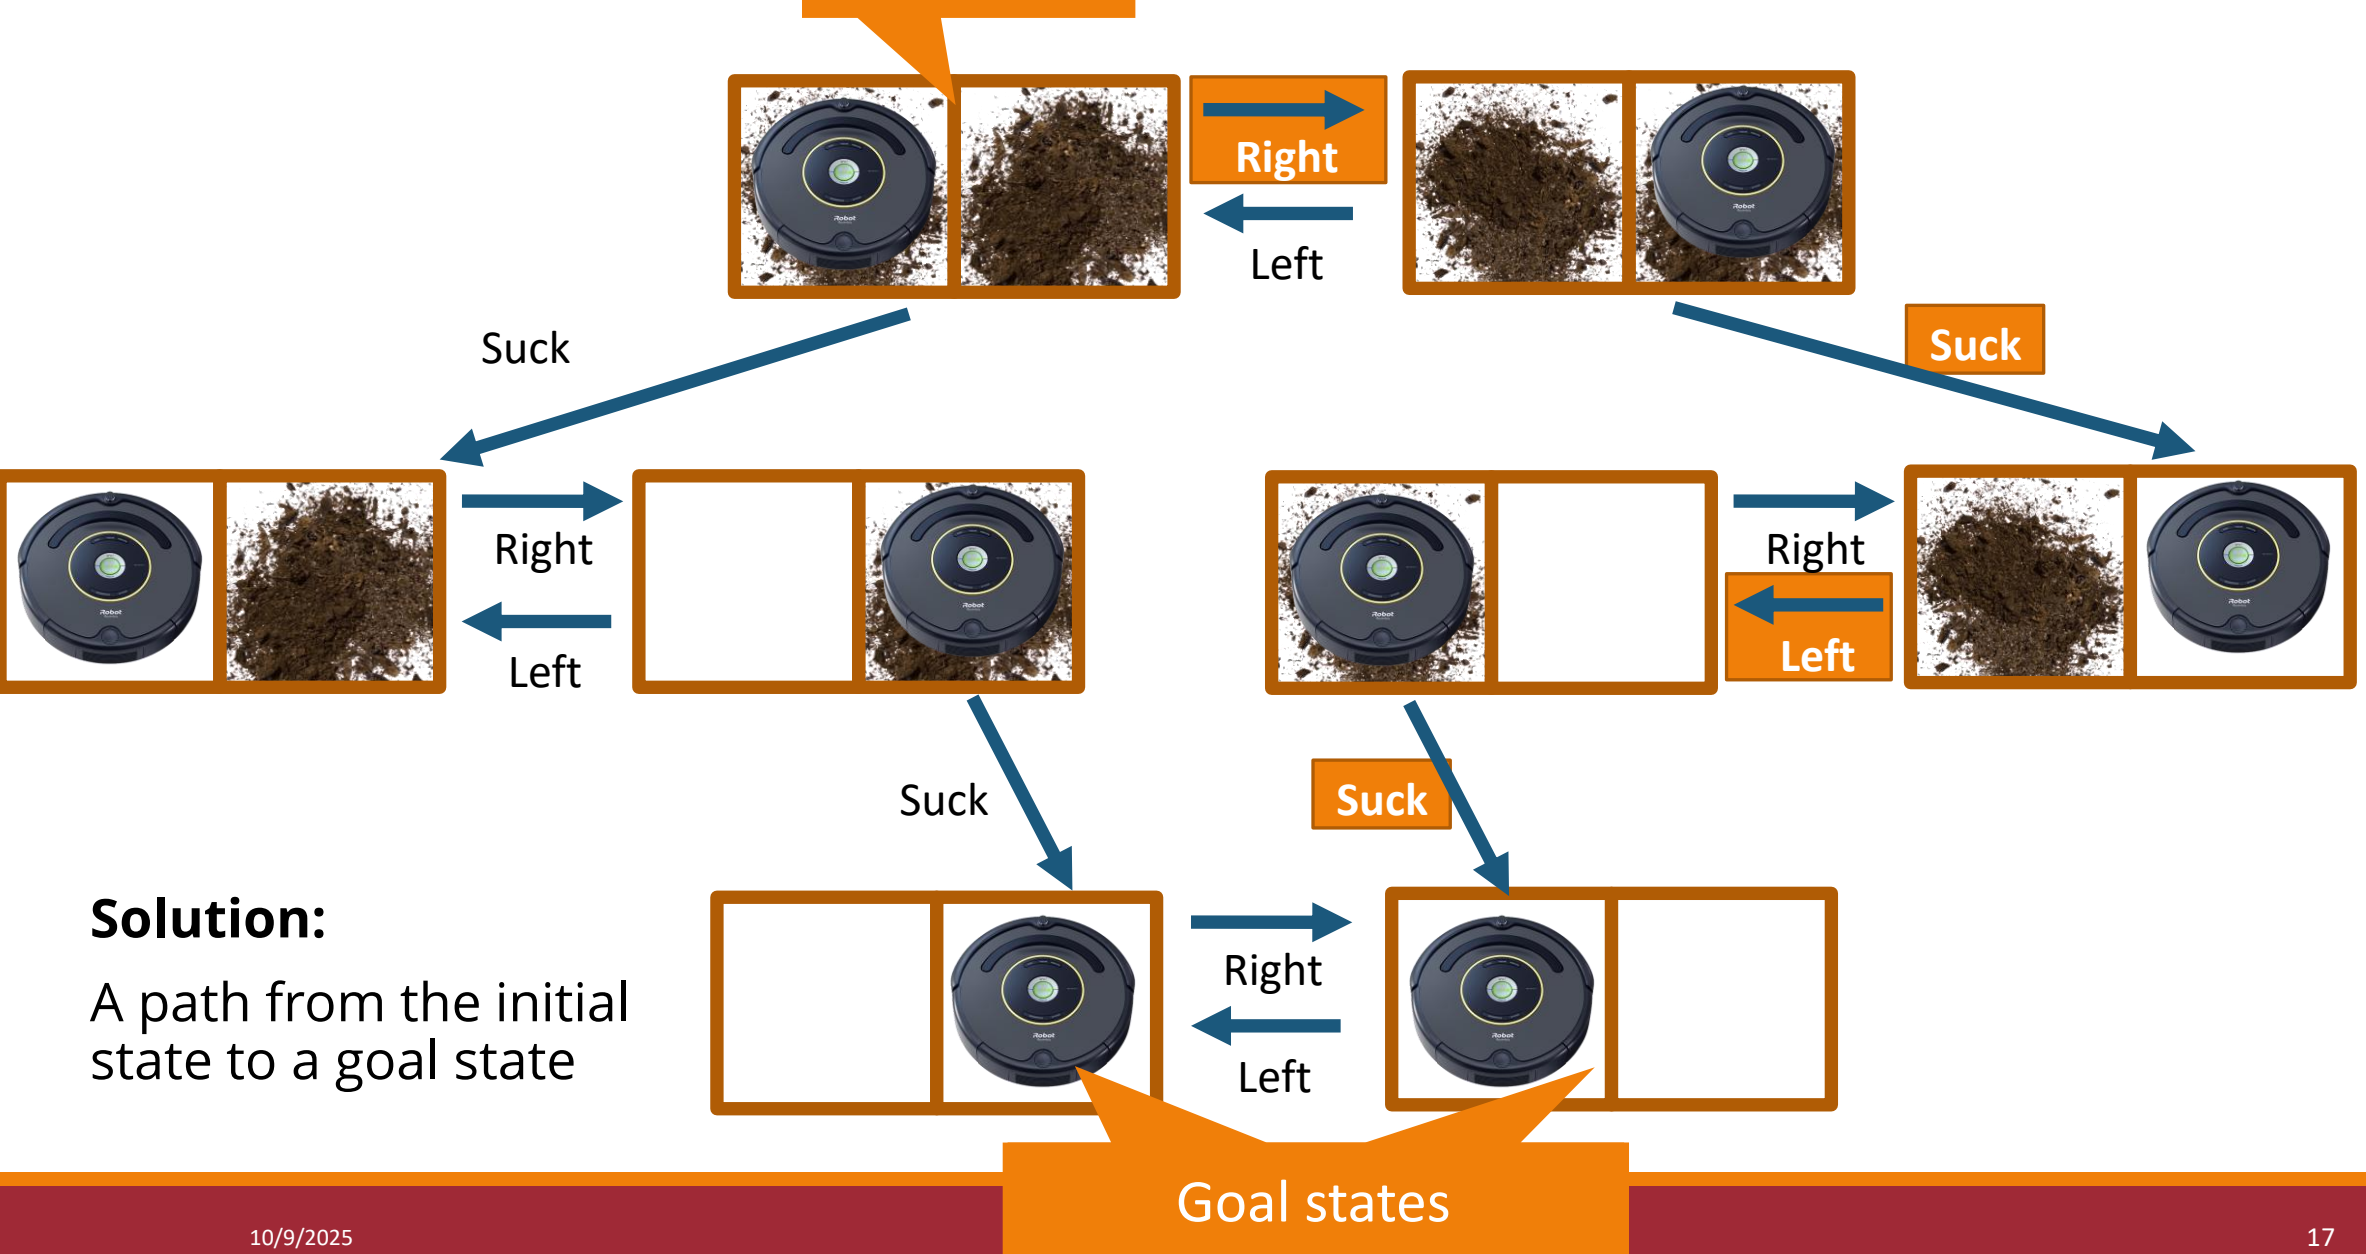 Right
Left
Suck
Suck
Right
Left
Right
Left
Suck
Suck
Solution:
A path from the initial
state to a goal state
Right
Left
Goal states
10/9/2025
17